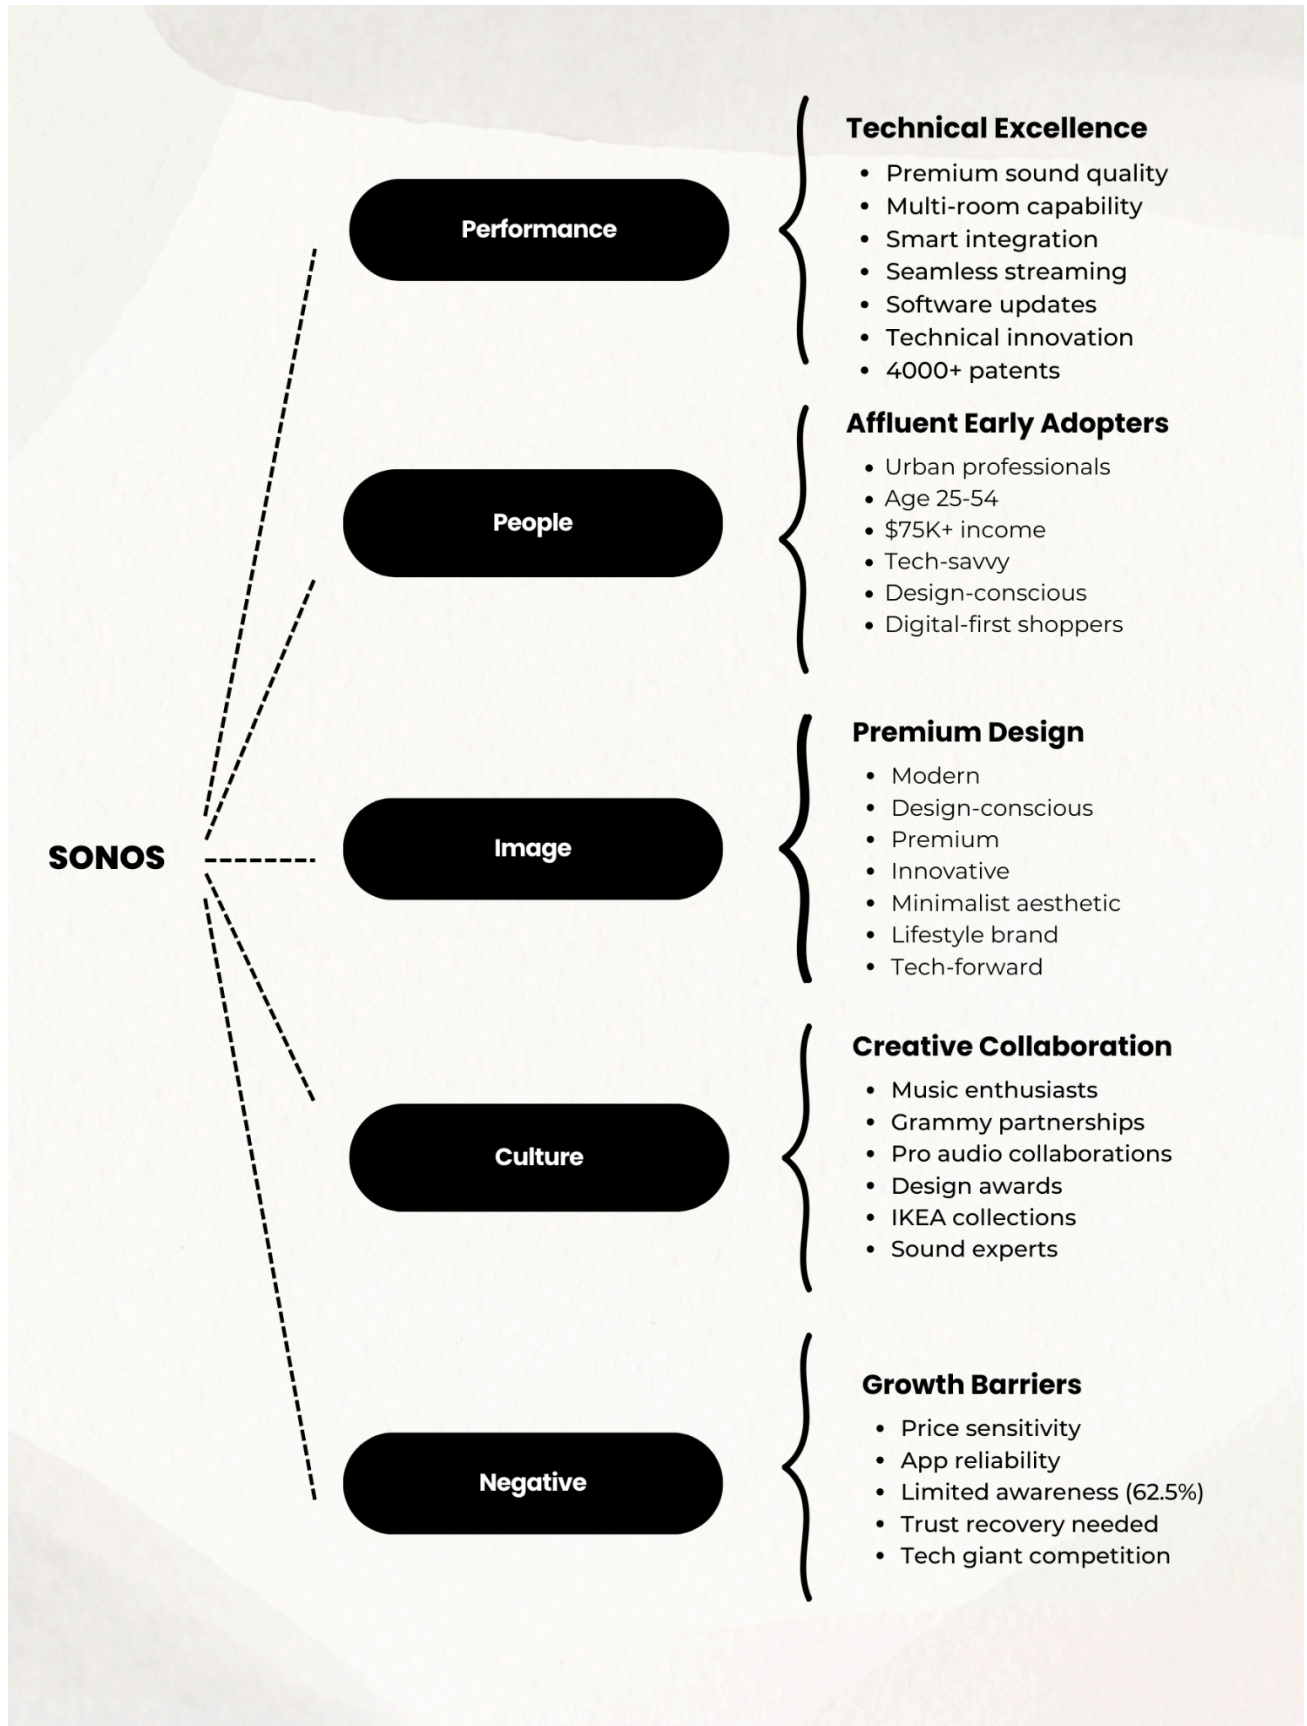 SONOS
Performance
Technical Excellence
• Premium sound quality
• Multi-room capability
• Smart integration
• Seamless streaming
• Software updates
• Technical innovation
• 4000+ patents
People
Affluent Early Adopters
• Urban professionals
• Age 25-54
• $75K+ income
• Tech-savvy
• Design-conscious
• Digital-first shoppers
Image
Premium Design
• Modern
• Design-conscious
• Premium
• Innovative
• Minimalist aesthetic
• Lifestyle brand
• Tech-forward
Culture
Creative Collaboration
• Music enthusiasts
• Grammy partnerships
• Pro audio collaborations
• Design awards
• IKEA collections
• Sound experts
Negative
Growth Barriers
• Price sensitivity
• App reliability
• Limited awareness (62.5%)
• Trust recovery needed
• Tech giant competition